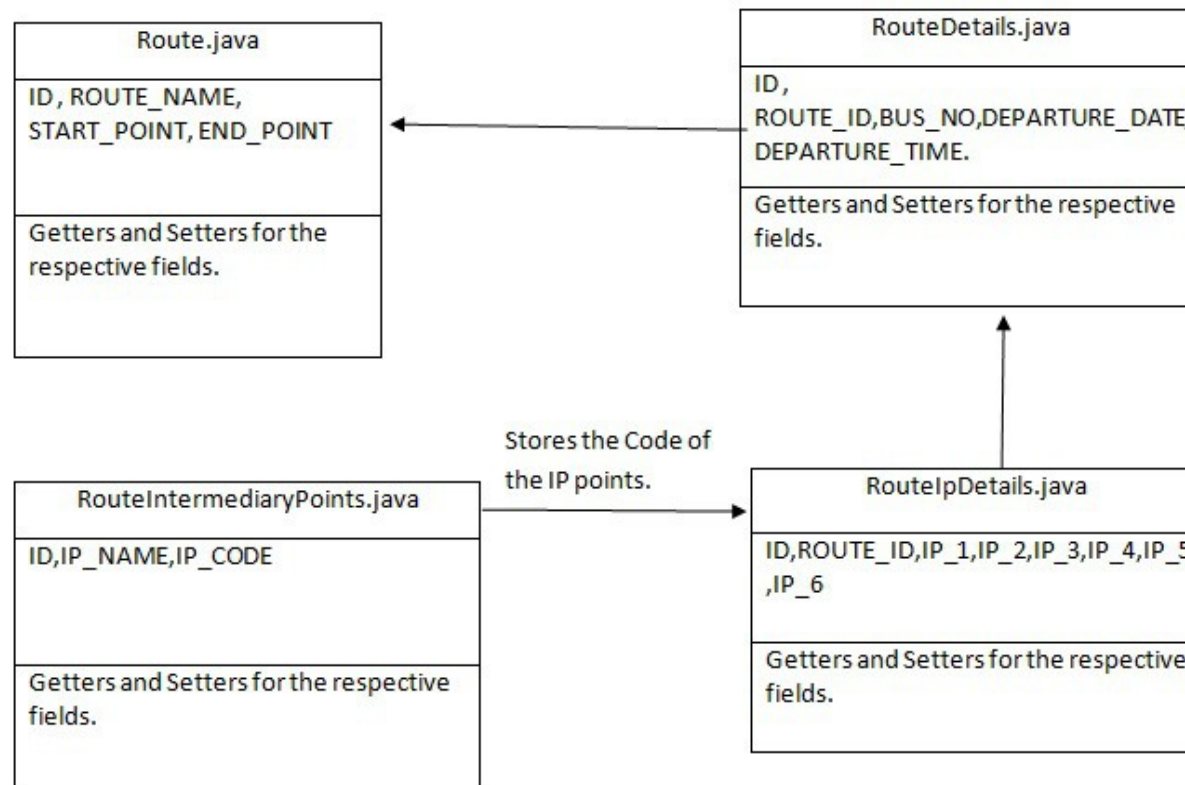 Route.java
ID, ROUTE_NAME,
START_POINT, END_POINT
Getters and Setters for the
respective fields.
RouteDetails.java
ID,
ROUTE_ID,BUS_NO,DEPARTURE_DATE,
DEPARTURE_TIME.
Getters and Setters for the respective
fields.
Stores the Code of
the IP points.
RouteIntermediaryPoints.java
ID,IP_NAME,IP_CODE
Getters and Setters for the respective
fields.
RouteIpDetails.java
ID,ROUTE_ID,IP_1,IP_2,IP_3,IP_4,IP_5
,IP_6
Getters and Setters for the respective
fields.